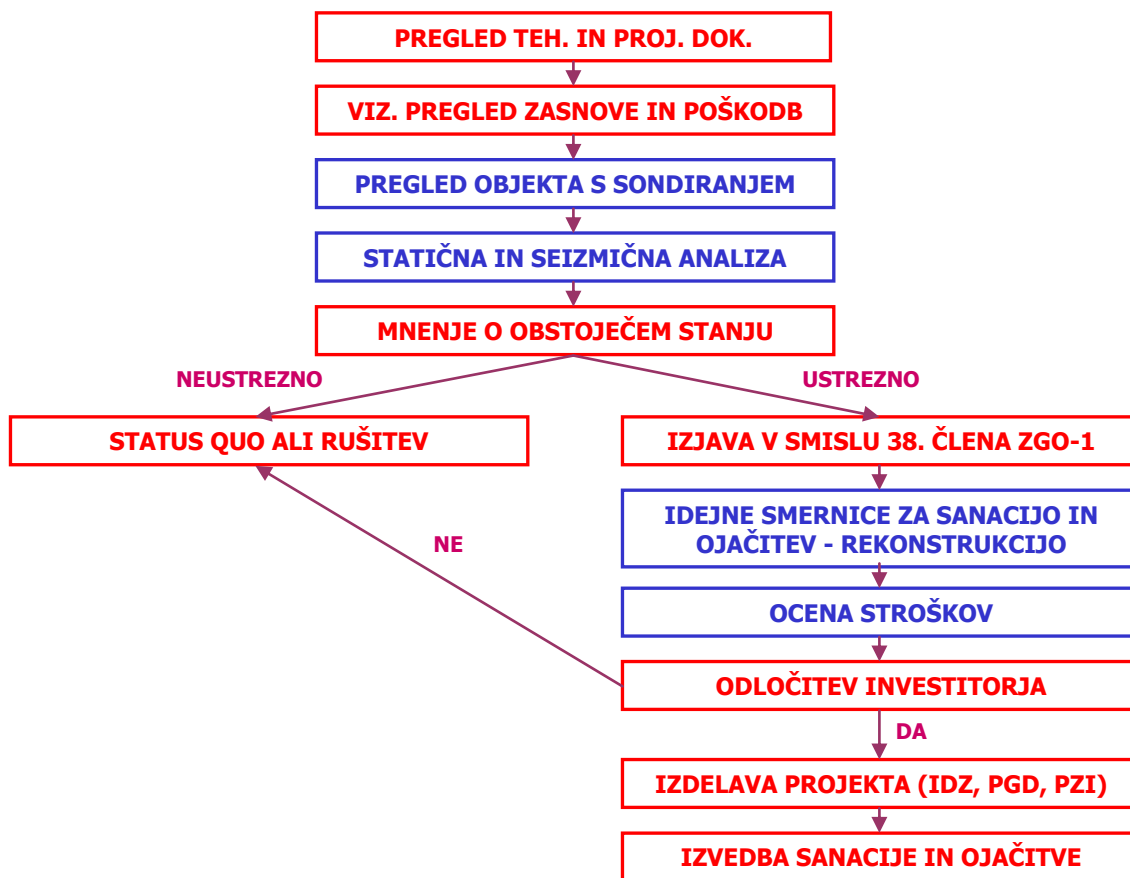 PREGLED TEH. IN PROJ. DOK.
VIZ. PREGLED ZASNOVE IN POŠKODB
PREGLED OBJEKTA S SONDIRANJEM
STATIČNA IN SEIZMIČNA ANALIZA
MNENJE O OBSTOJEČEM STANJU
NEUSTREZNO
USTREZNO
STATUS QUO ALI RUŠITEV
IZJAVA V SMISLU 38. ČLENA ZGO-1
IDEJNE SMERNICE ZA SANACIJO IN
OJAČITEV - REKONSTRUKCIJO
NE
OCENA STROŠKOV
ODLOČITEV INVESTITORJA
DA
IZDELAVA PROJEKTA (IDZ, PGD, PZI)
IZVEDBA SANACIJE IN OJAČITVE